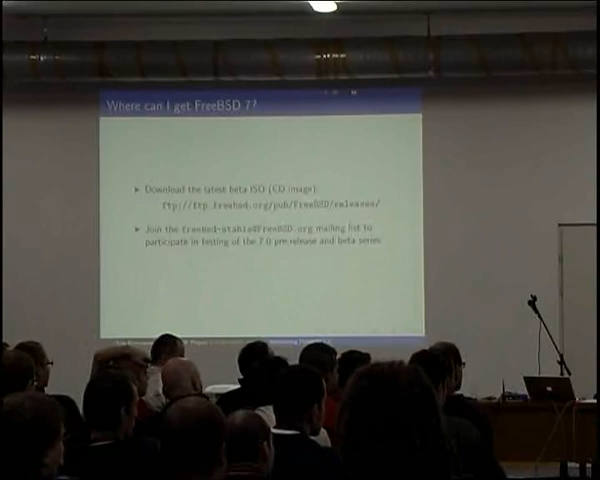 Where can I get FreeBSD 7?
Download the latest beta ISO (CD image):
ftp://ftp.freebsd.org/pub/FreeBSD/releases/
Join the freebsd-stable@FreeBSD.org mailing list to
participate in testing of the 7.0 pre-release and beta series